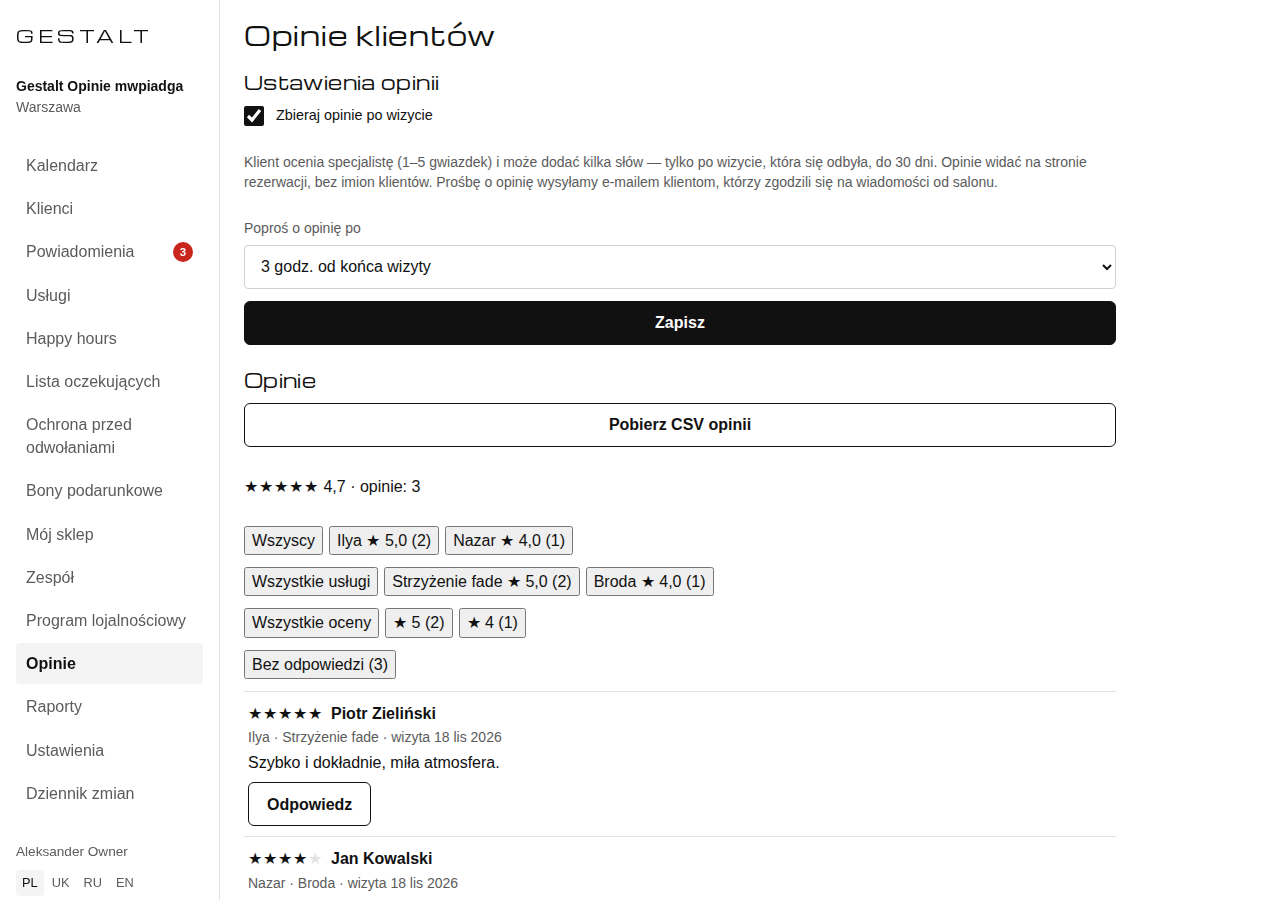 GESTALT
Gestalt Opinie mwpiadga
Warszawa
Kalendarz
Klienci
Powiadomienia 3
Usługi
Happy hours
Lista oczekujących
Ochrona przed
odwołaniami
Bony podarunkowe
Mój sklep
Zespół
Program lojalnościowy
Opinie
Raporty
Ustawienia
Dziennik zmian
Aleksander Owner
PL UK RU EN
Opinie klientów
Ustawienia opinii
Zbieraj opinie po wizycie
Klient ocenia specjalistę (1–5 gwiazdek) i może dodać kilka słów — tylko po wizycie, która się odbyła, do 30 dni. Opinie widać na stronie
rezerwacji, bez imion klientów. Prośbę o opinię wysyłamy e-mailem klientom, którzy zgodzili się na wiadomości od salonu.
Poproś o opinię po
3 godz. od końca wizyty
Zapisz
Opinie
Pobierz CSV opinii
★★★★★ 4,7 · opinie: 3
Wszyscy Ilya ★ 5,0 (2) Nazar ★ 4,0 (1)
Wszystkie usługi Strzyżenie fade ★ 5,0 (2) Broda ★ 4,0 (1)
Wszystkie oceny ★ 5 (2) ★ 4 (1)
Bez odpowiedzi (3)
★★★★★ Piotr Zieliński
Ilya · Strzyżenie fade · wizyta 18 lis 2026
Szybko i dokładnie, miła atmosfera.
Odpowiedz
★★★★★ Jan Kowalski
Nazar · Broda · wizyta 18 lis 2026